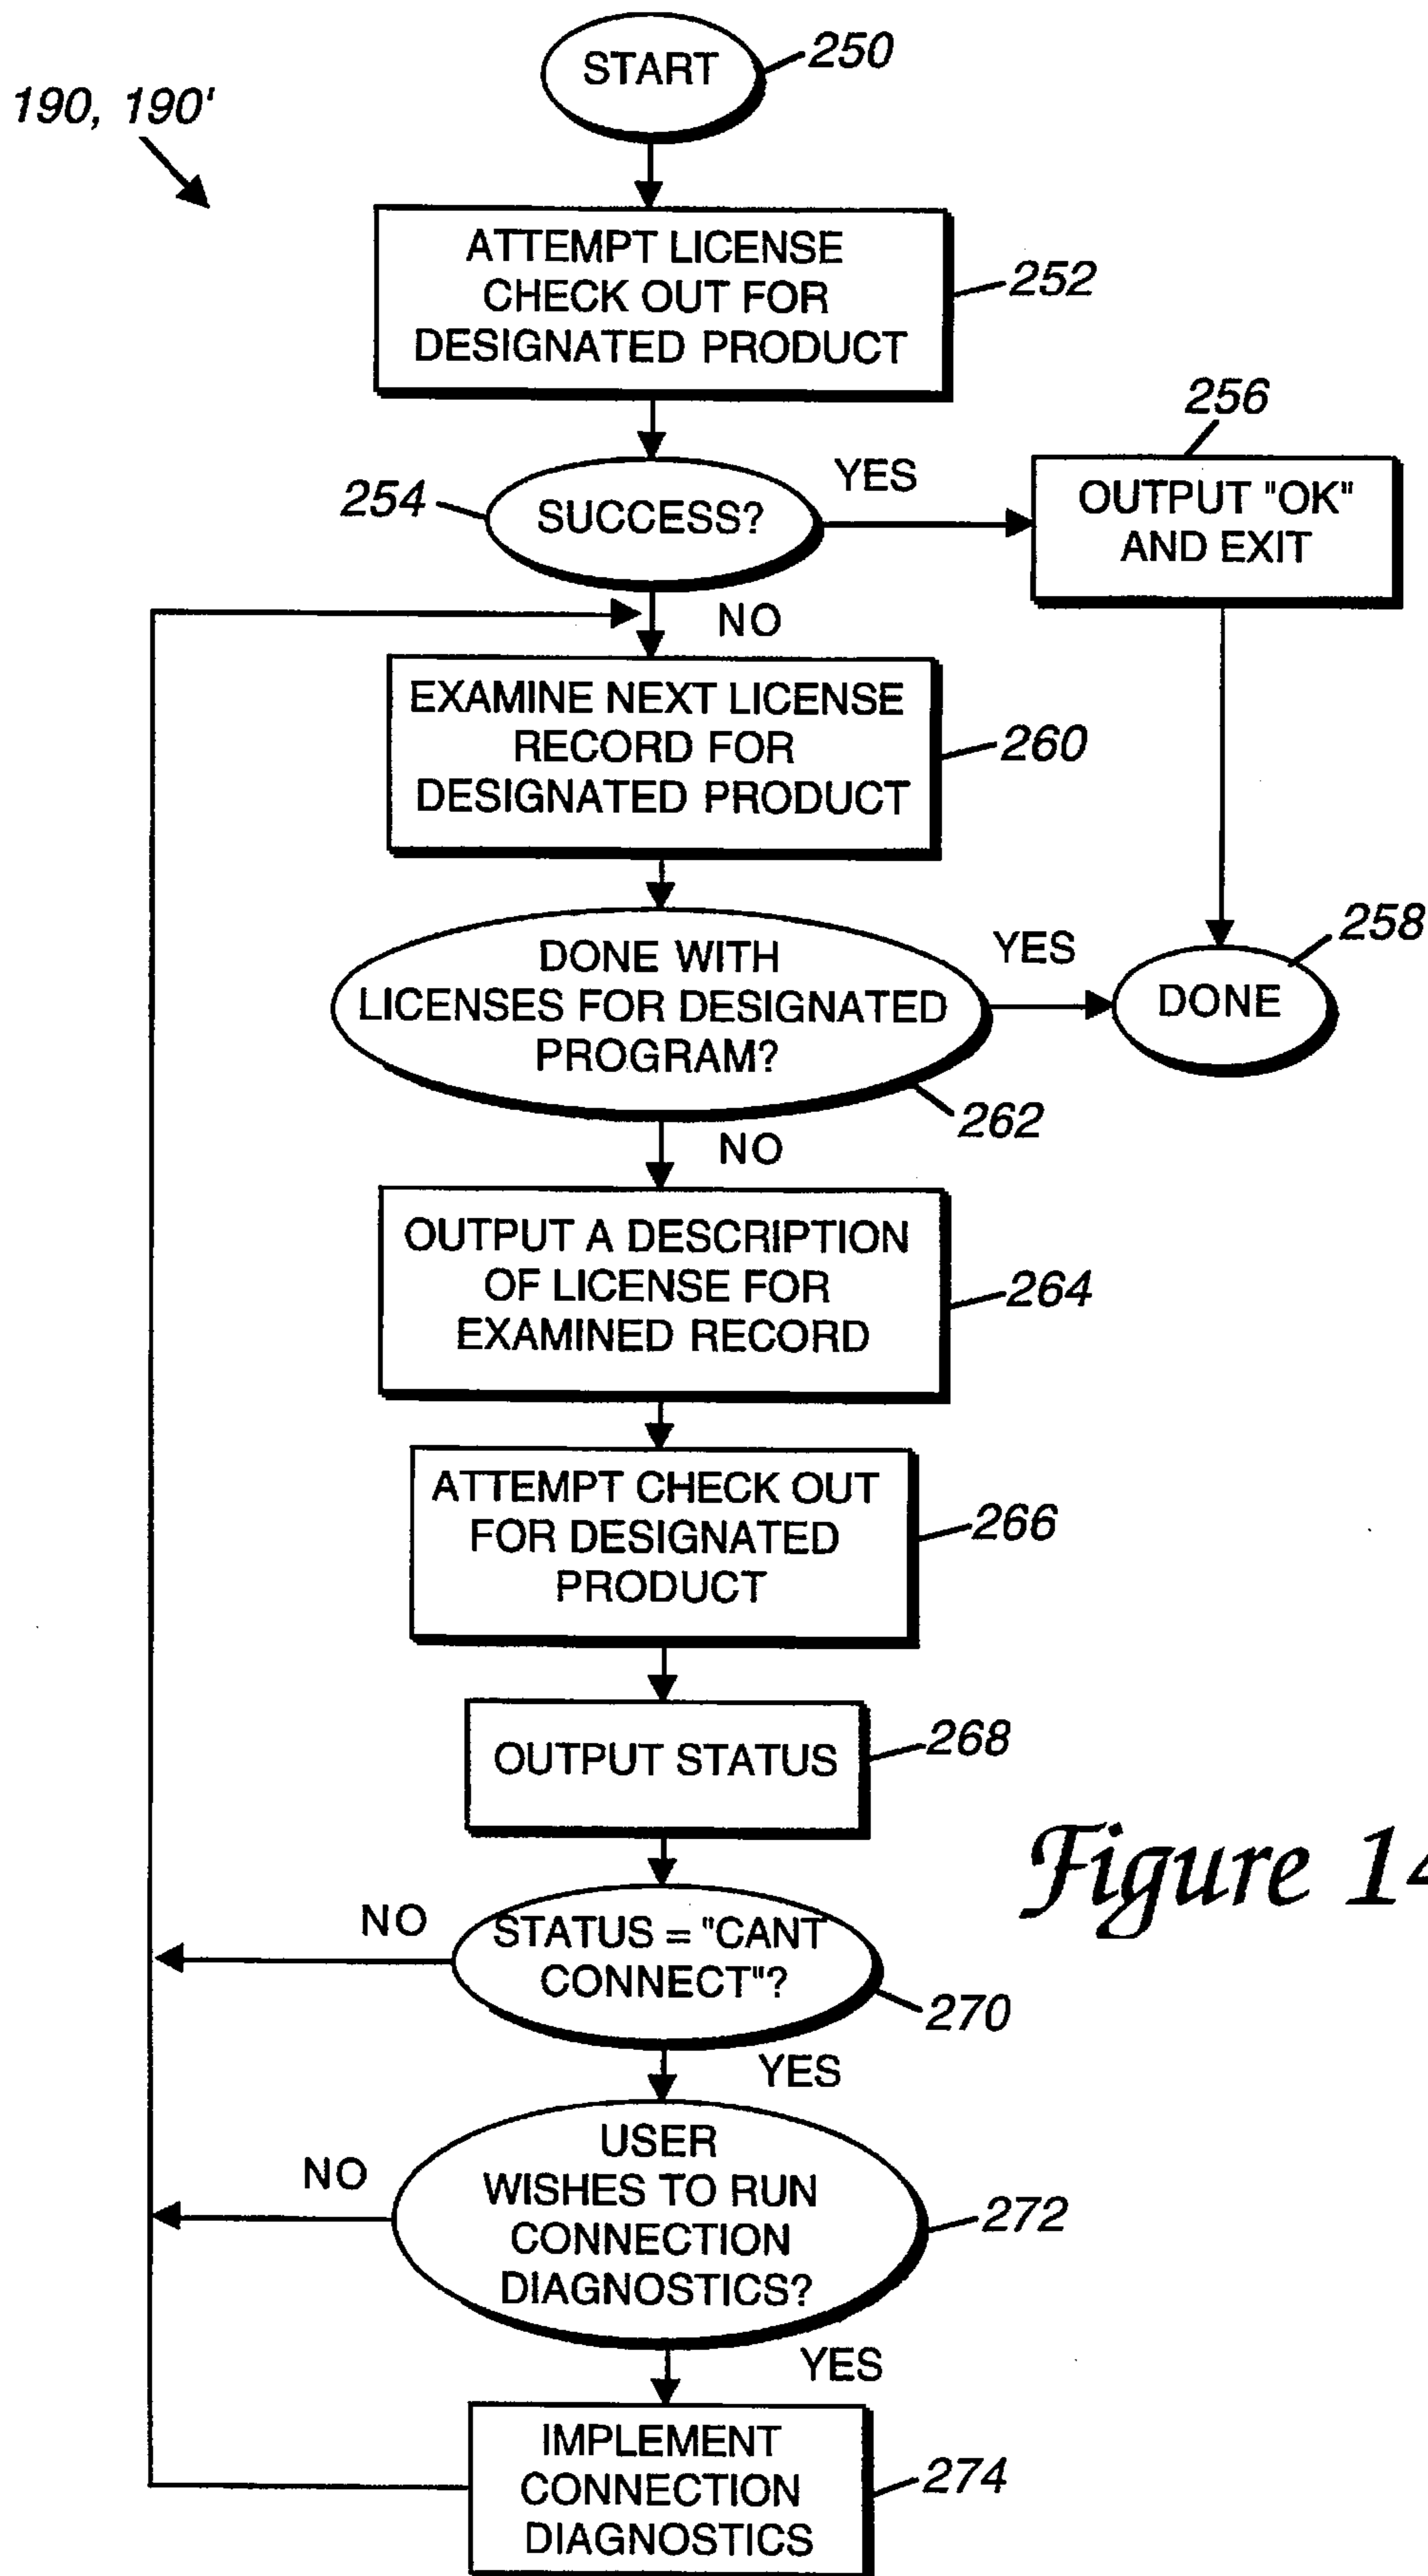 START
250
190, 190'
ATTEMPT LICENSE
CHECK OUT FOR
DESIGNATED PRODUCT
252
256
254
SUCCESS?
YES
OUTPUT "OK"
AND EXIT
NO
EXAMINE NEXT LICENSE
RECORD FOR
DESIGNATED PRODUCT
260
DONE WITH
LICENSES FOR DESIGNATED
PROGRAM?
YES
DONE
258
262
NO
OUTPUT A DESCRIPTION
OF LICENSE FOR
EXAMINED RECORD
264
ATTEMPT CHECK OUT
FOR DESIGNATED
PRODUCT
266
OUTPUT STATUS
268
Figure 14
NO
STATUS = "CANT
CONNECT"?
270
YES
USER
WISHES TO RUN
CONNECTION
DIAGNOSTICS?
NO
272
YES
IMPLEMENT
CONNECTION
DIAGNOSTICS
274